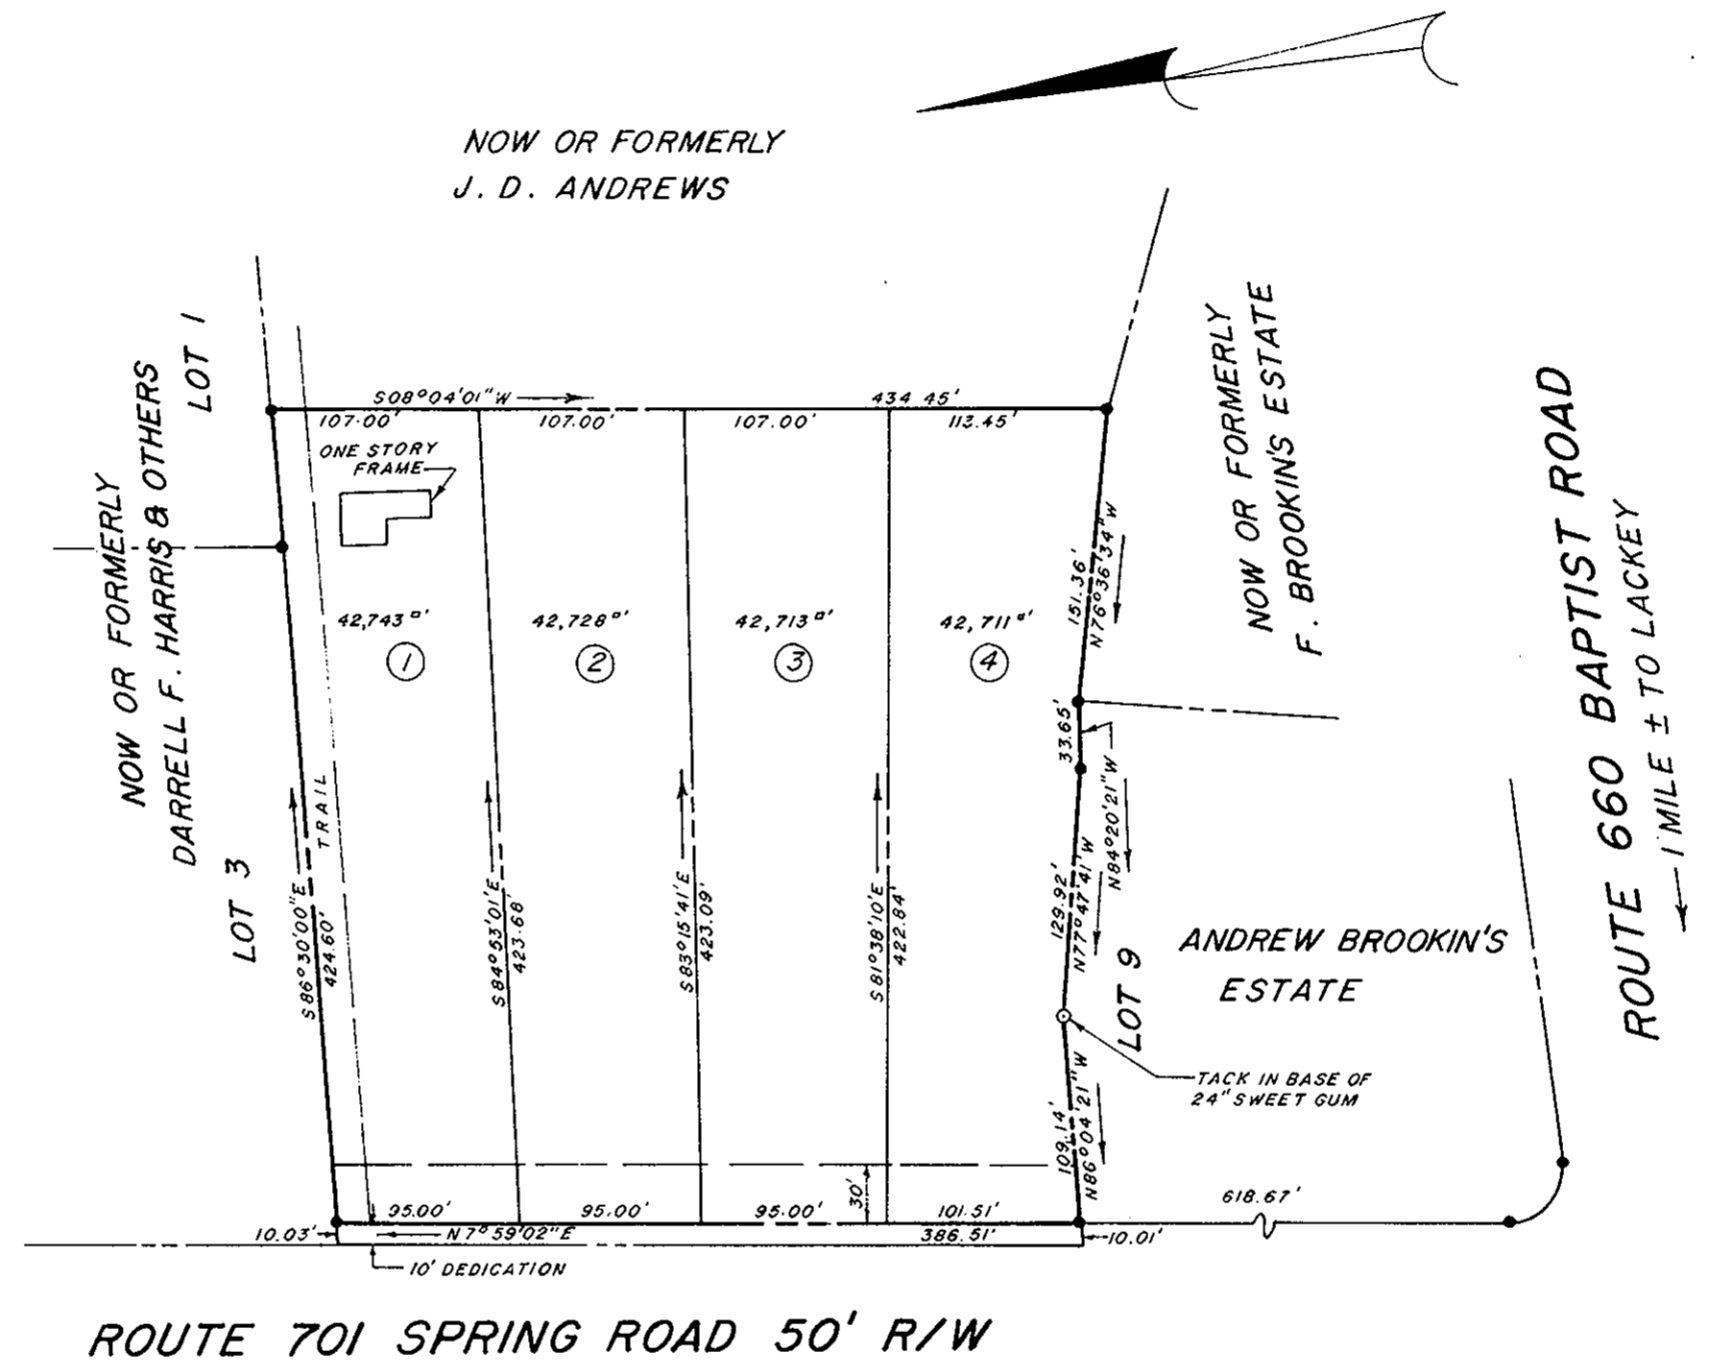 NOW OR FORMERLY
J. D. ANDREWS
LOT 1
NOW OR FORMERLY
DARRELL F. HARRIS & OTHERS
LOT 3
S08°04'01"W
434.45'
107.00'
107.00'
107.00'
113.45'
ONE STORY
FRAME
42,743□'
42,728□'
42,713□'
42,711□'
1
2
3
4
TRAIL
S86°30'00"E
424.60'
S84°53'01'E
423.68'
S83°15'41'E
423.09'
S81°38'10'E
422.84'
151.36'
N76°36'34"W
33.65'
N84°20'21"W
129.92'
N77°47'41"W
109.14'
N86°04'21"W
NOW OR FORMERLY
F. BROOKIN'S ESTATE
ROUTE 660 BAPTIST ROAD
1 MILE ± TO LACKEY
ANDREW BROOKIN'S
ESTATE
LOT 9
TACK IN BASE OF
24" SWEET GUM
30'
95.00'
95.00'
95.00'
101.51'
618.67'
10.03'
N7°59'02"E
386.51'
10.01'
10' DEDICATION
ROUTE 701 SPRING ROAD 50' R/W